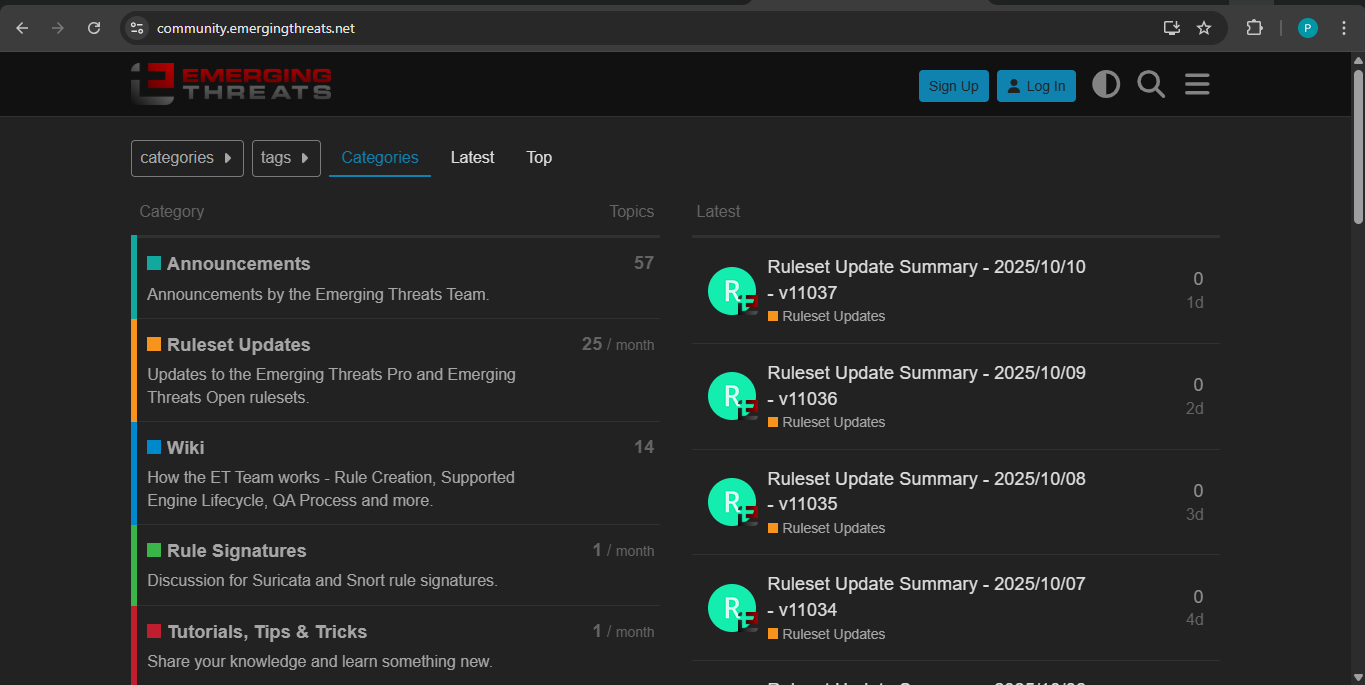 community.emergingthreats.net
P
EMERGING
THREATS
Sign Up
Log In
categories
tags
Categories
Latest
Top
Category
Topics
Announcements
57
Announcements by the Emerging Threats Team.
Ruleset Updates
25 / month
Updates to the Emerging Threats Pro and Emerging
Threats Open rulesets.
Wiki
14
How the ET Team works - Rule Creation, Supported
Engine Lifecycle, QA Process and more.
Rule Signatures
1 / month
Discussion for Suricata and Snort rule signatures.
Tutorials, Tips & Tricks
1 / month
Share your knowledge and learn something new.
Latest
R
Ruleset Update Summary - 2025/10/10
- v11037
Ruleset Updates
0
1d
R
Ruleset Update Summary - 2025/10/09
- v11036
Ruleset Updates
0
2d
R
Ruleset Update Summary - 2025/10/08
- v11035
Ruleset Updates
0
3d
R
Ruleset Update Summary - 2025/10/07
- v11034
Ruleset Updates
0
4d